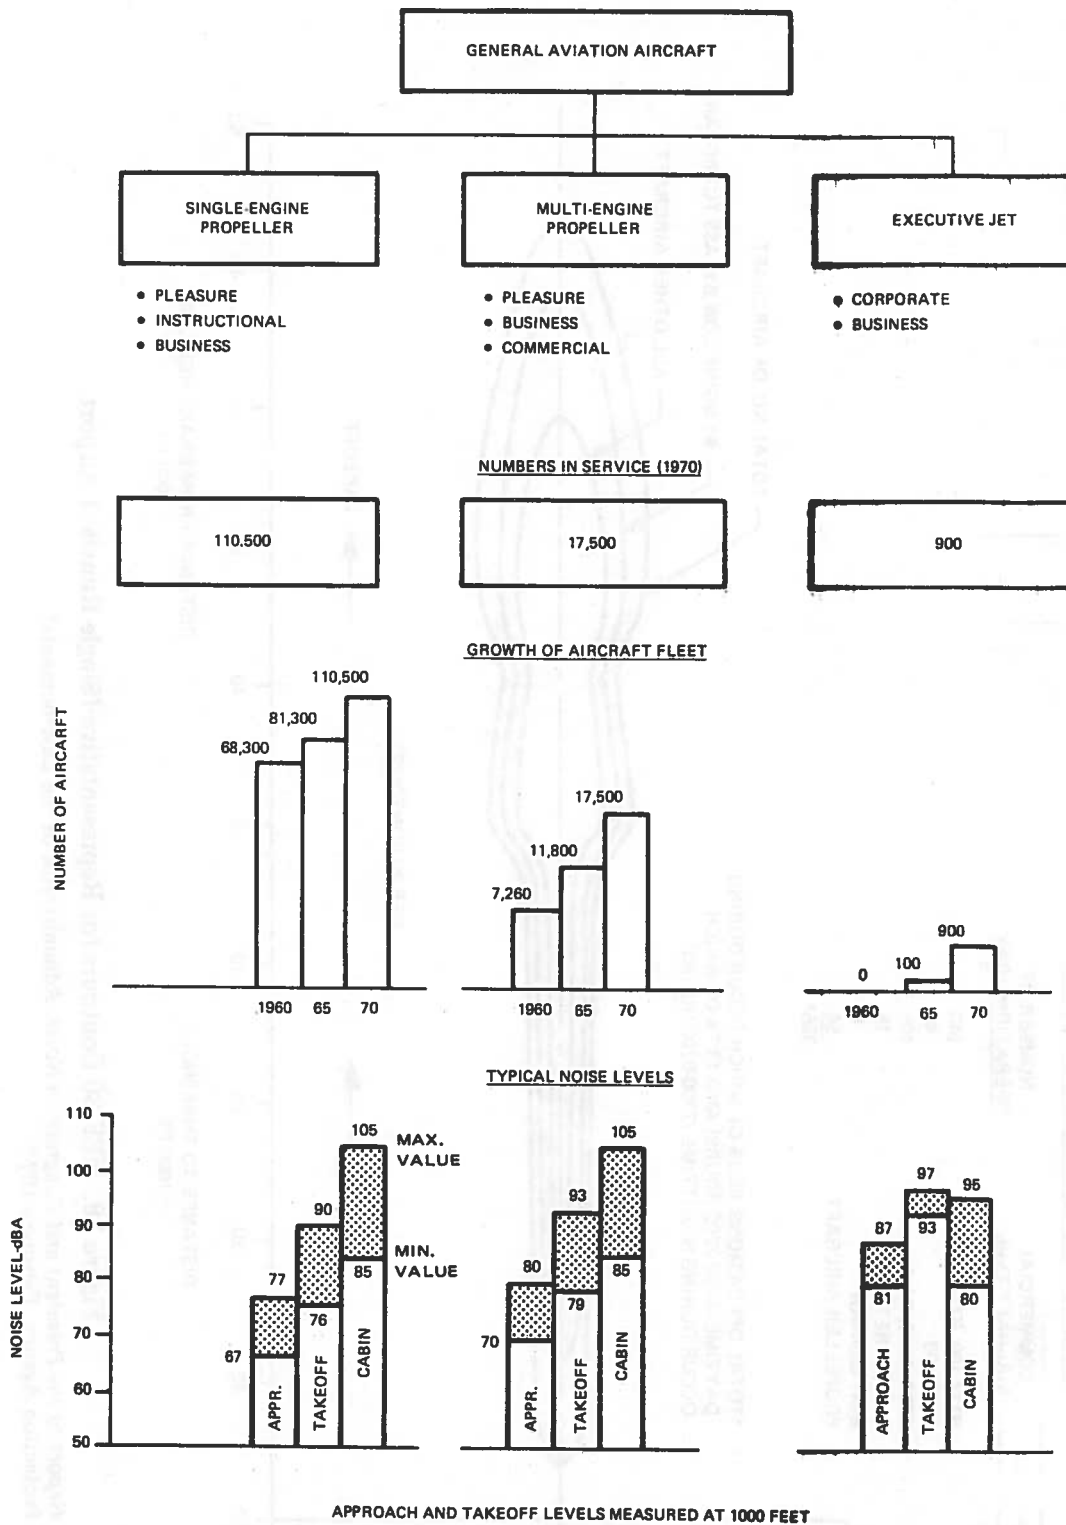 GENERAL AVIATION AIRCRAFT
SINGLE-ENGINE
PROPELLER
MULTI-ENGINE
PROPELLER
EXECUTIVE JET
• PLEASURE
• INSTRUCTIONAL
• BUSINESS
• PLEASURE
• BUSINESS
• COMMERCIAL
• CORPORATE
• BUSINESS
NUMBERS IN SERVICE (1970)
110.500
17,500
900
GROWTH OF AIRCRAFT FLEET
NUMBER OF AIRCARFT
68,300
81,300
110,500
1960 65 70
7,260
11,800
17,500
1960 65 70
0
100
900
1960 65 70
TYPICAL NOISE LEVELS
NOISE LEVEL-dBA
110
100
90
80
70
60
50
67
77
APPR.
90
76
TAKEOFF
105
85
CABIN
MAX.
VALUE
MIN.
VALUE
70
80
APPR.
93
79
TAKEOFF
105
85
CABIN
87
81
APPROACH
97
93
TAKEOFF
95
80
CABIN
APPROACH AND TAKEOFF LEVELS MEASURED AT 1000 FEET